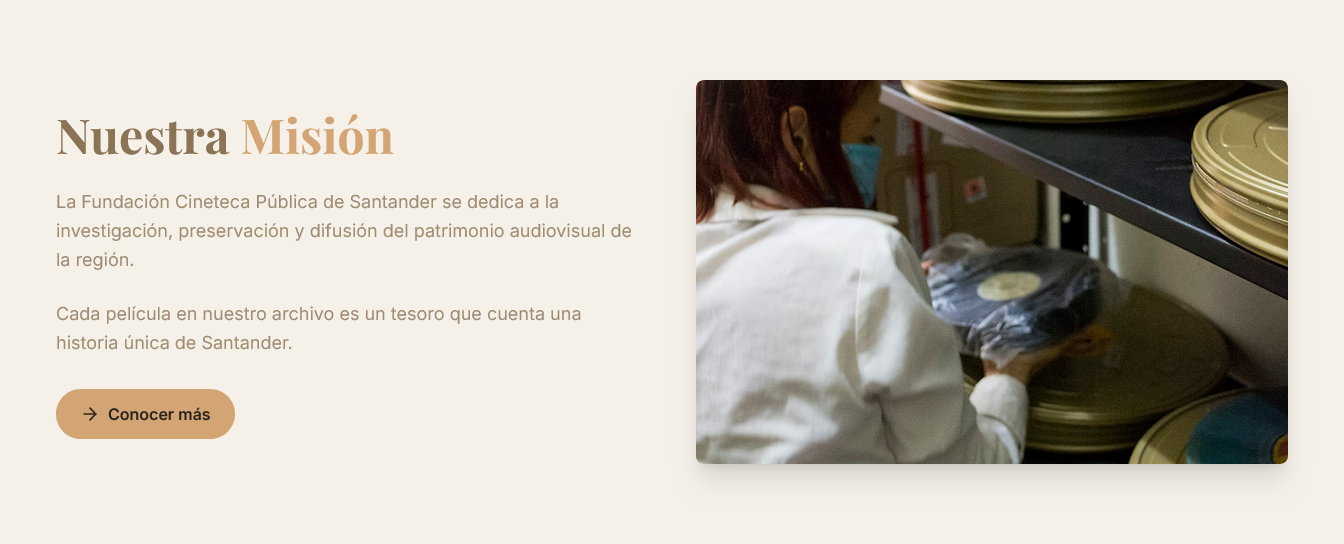 Nuestra Misión
La Fundación Cineteca Pública de Santander se dedica a la
investigación, preservación y difusión del patrimonio audiovisual de
la región.
Cada película en nuestro archivo es un tesoro que cuenta una
historia única de Santander.
Conocer más